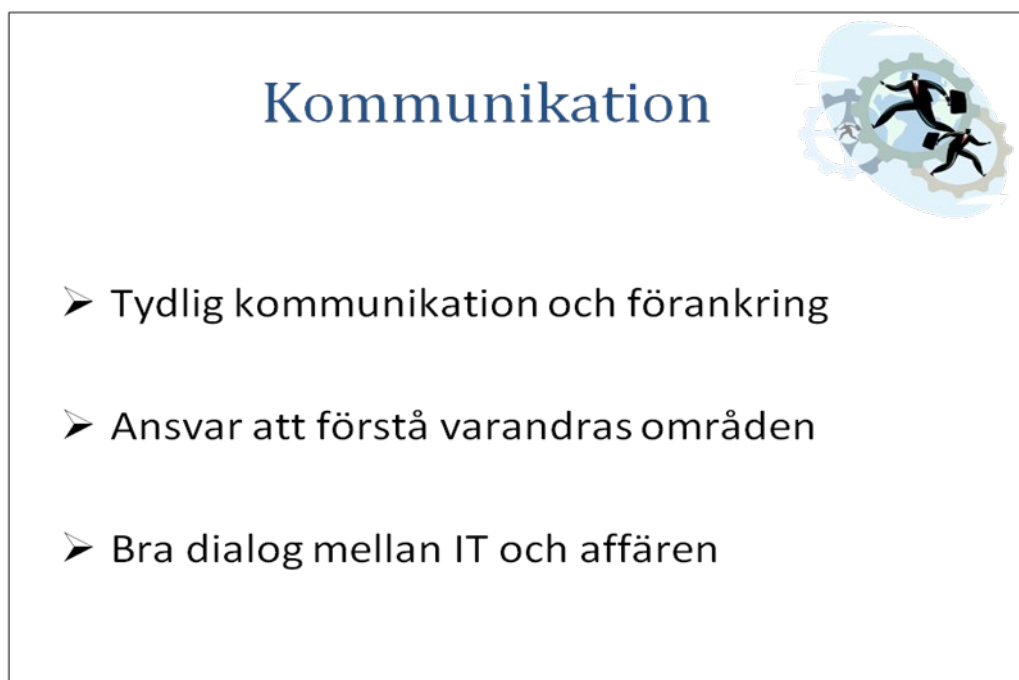 Kommunikation
Tydlig kommunikation och förankring
Ansvar att förstå varandras områden
Bra dialog mellan IT och affären